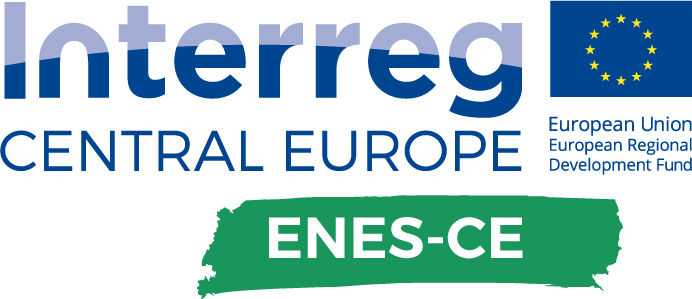 Interreg
CENTRAL EUROPE
European Union
European Regional
Development Fund
ENES-CE